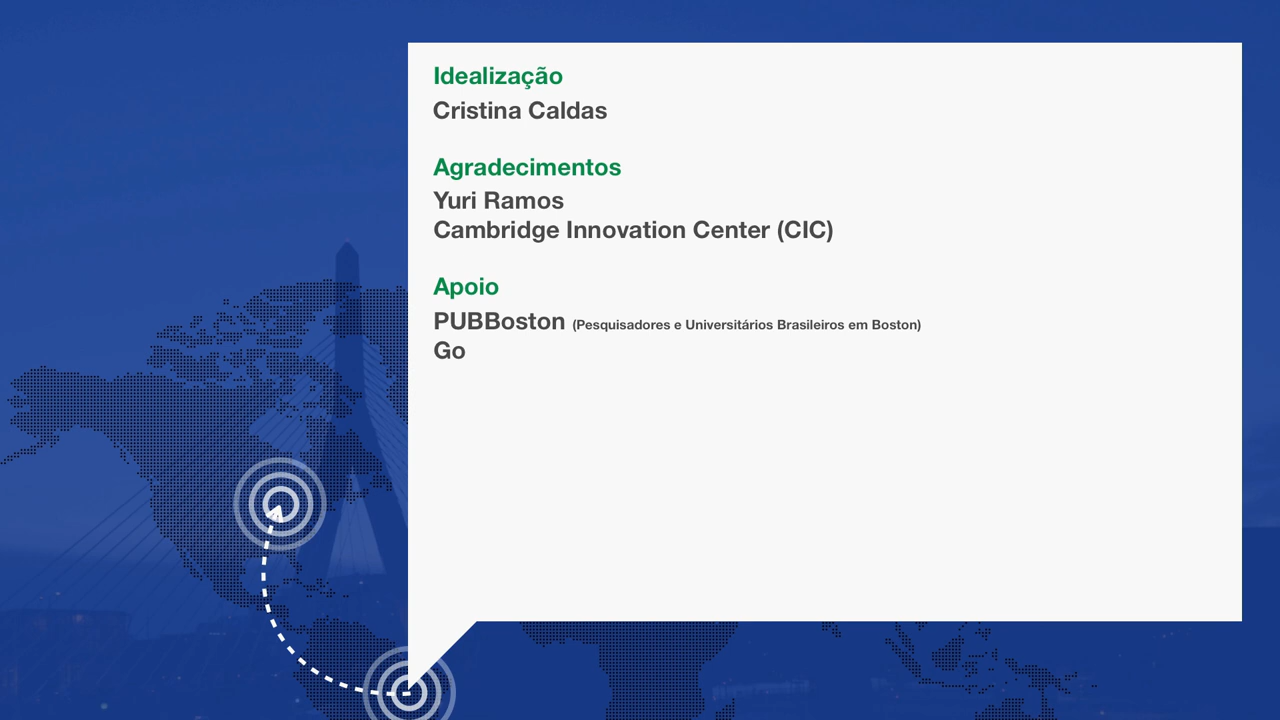 Idealização
Cristina Caldas
Agradecimentos
Yuri Ramos
Cambridge Innovation Center (CIC)
Apoio
PUBBoston (Pesquisadores e Universitários Brasileiros em Boston)
Go